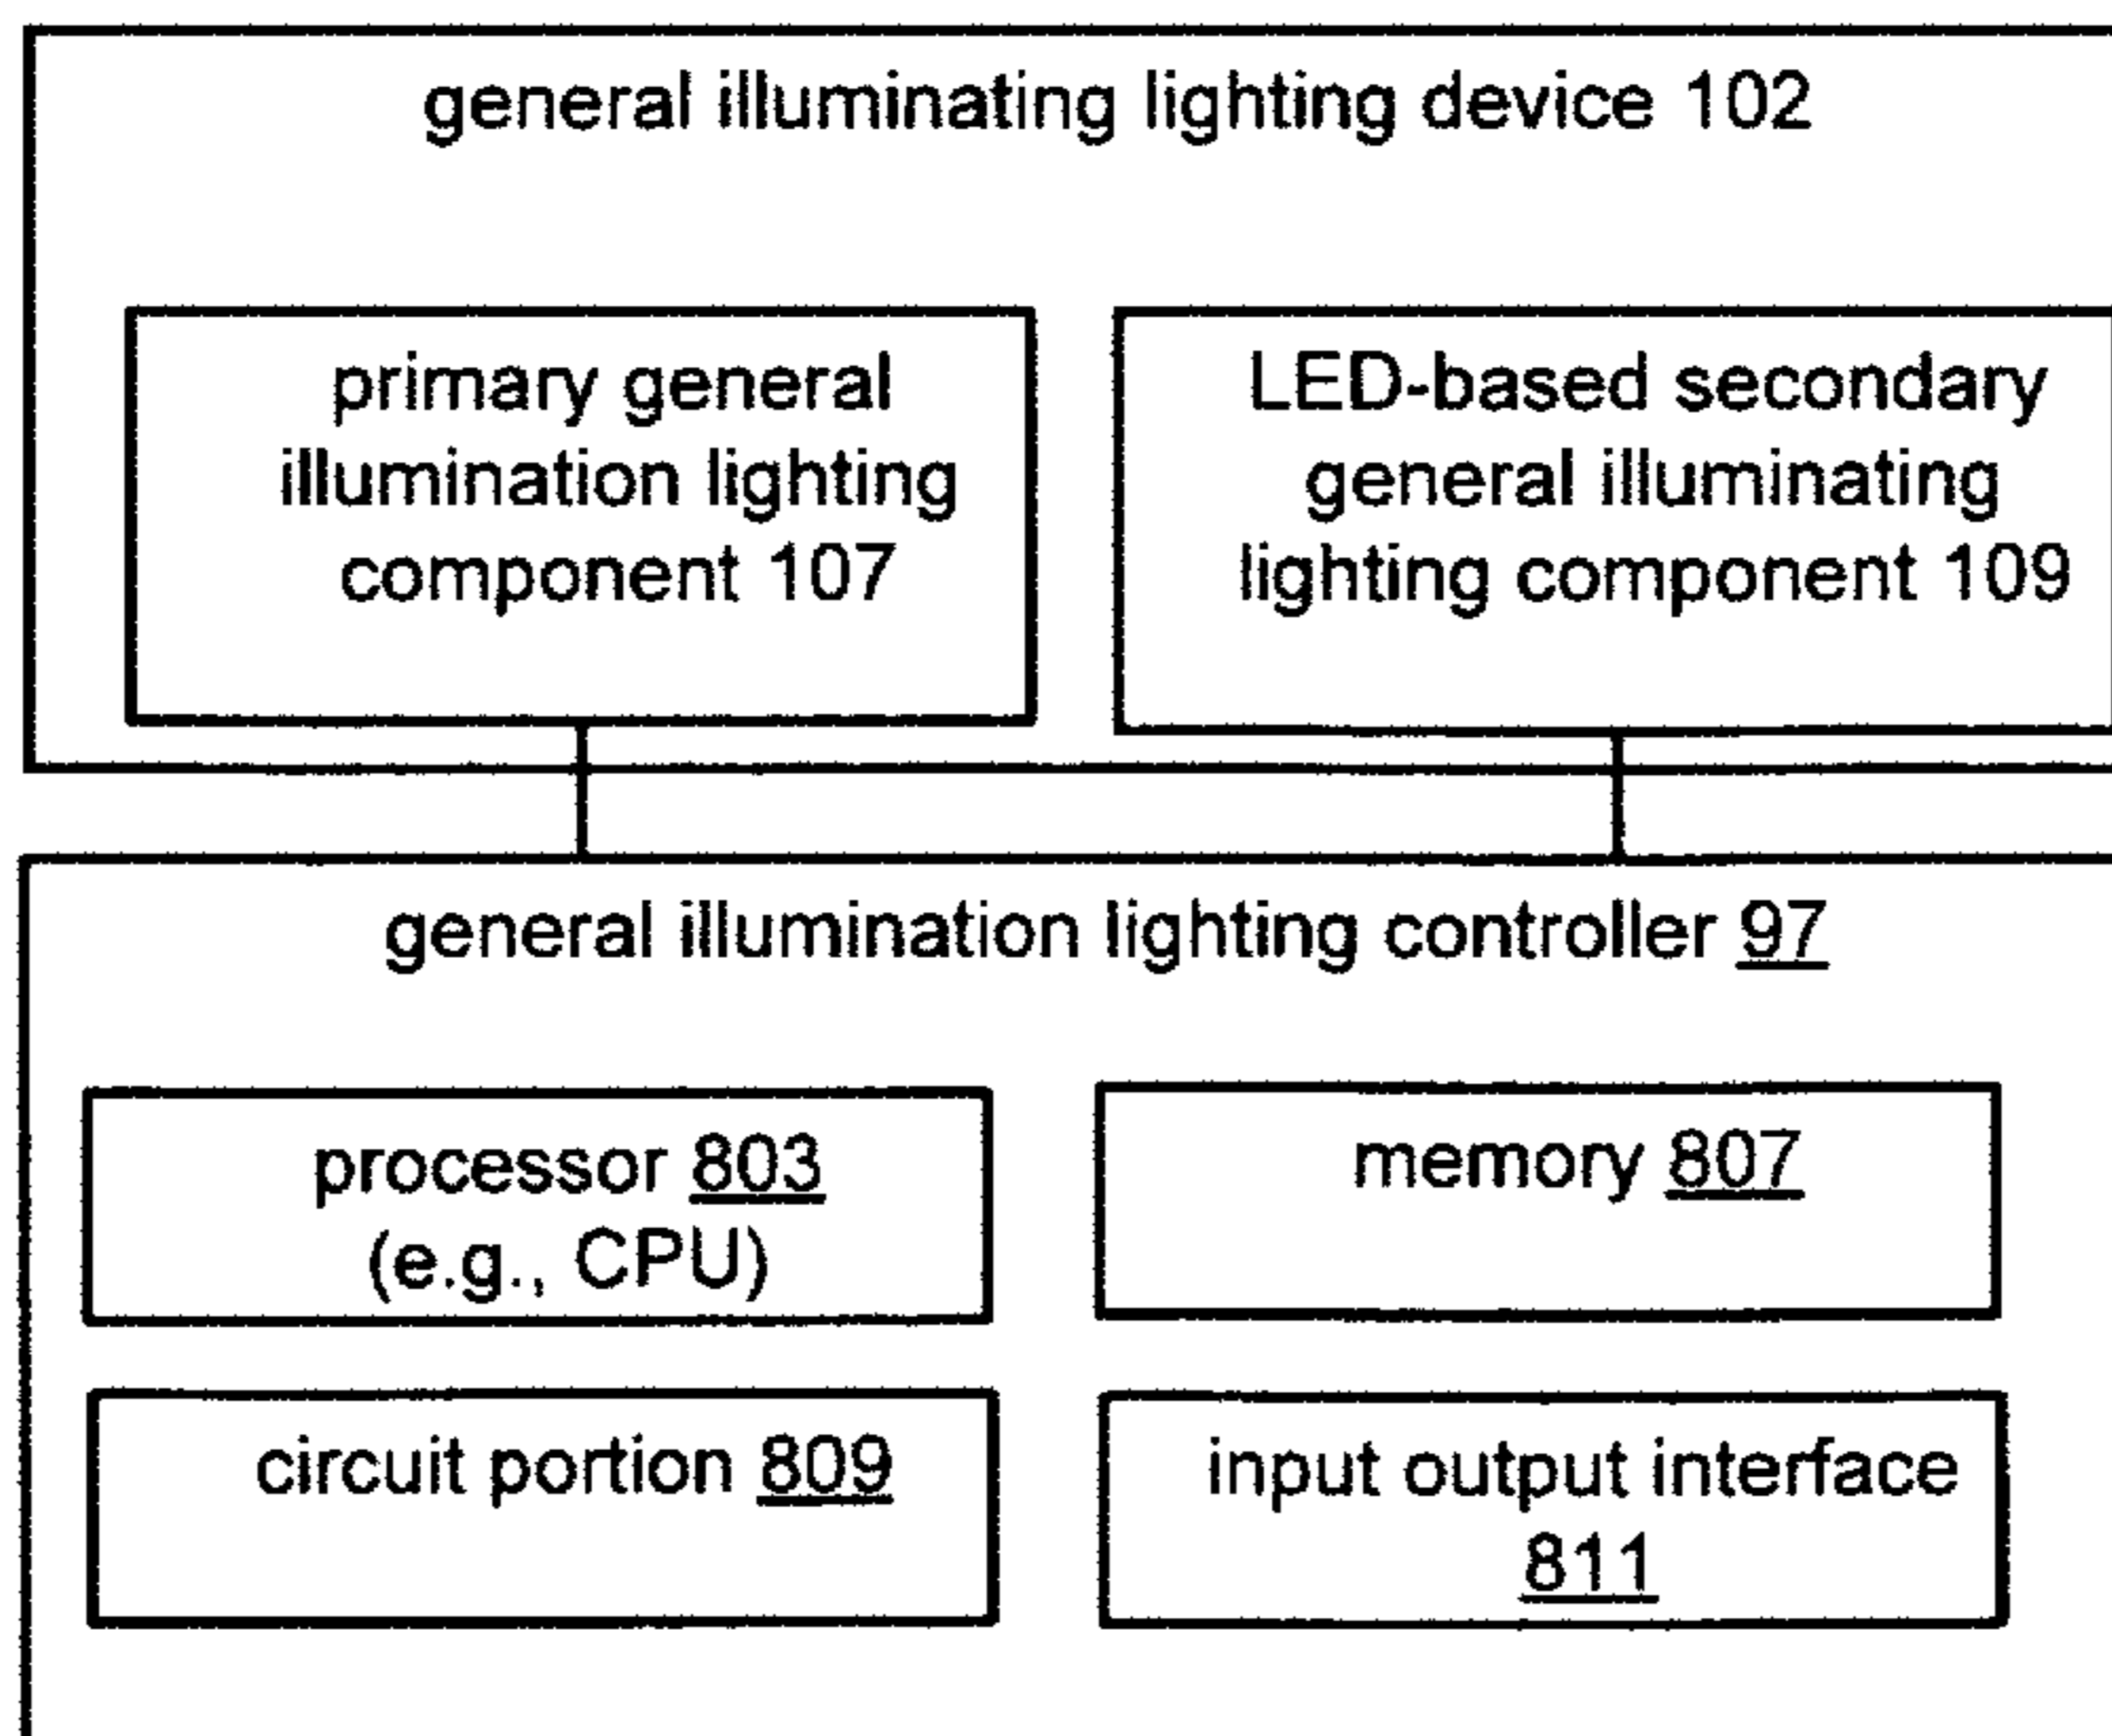 general illuminating lighting device 102
primary general
illumination lighting
component 107
LED-based secondary
general illuminating
lighting component 109
general illumination lighting controller 97
processor 803
(e.g., CPU)
memory 807
circuit portion 809
input output interface
811